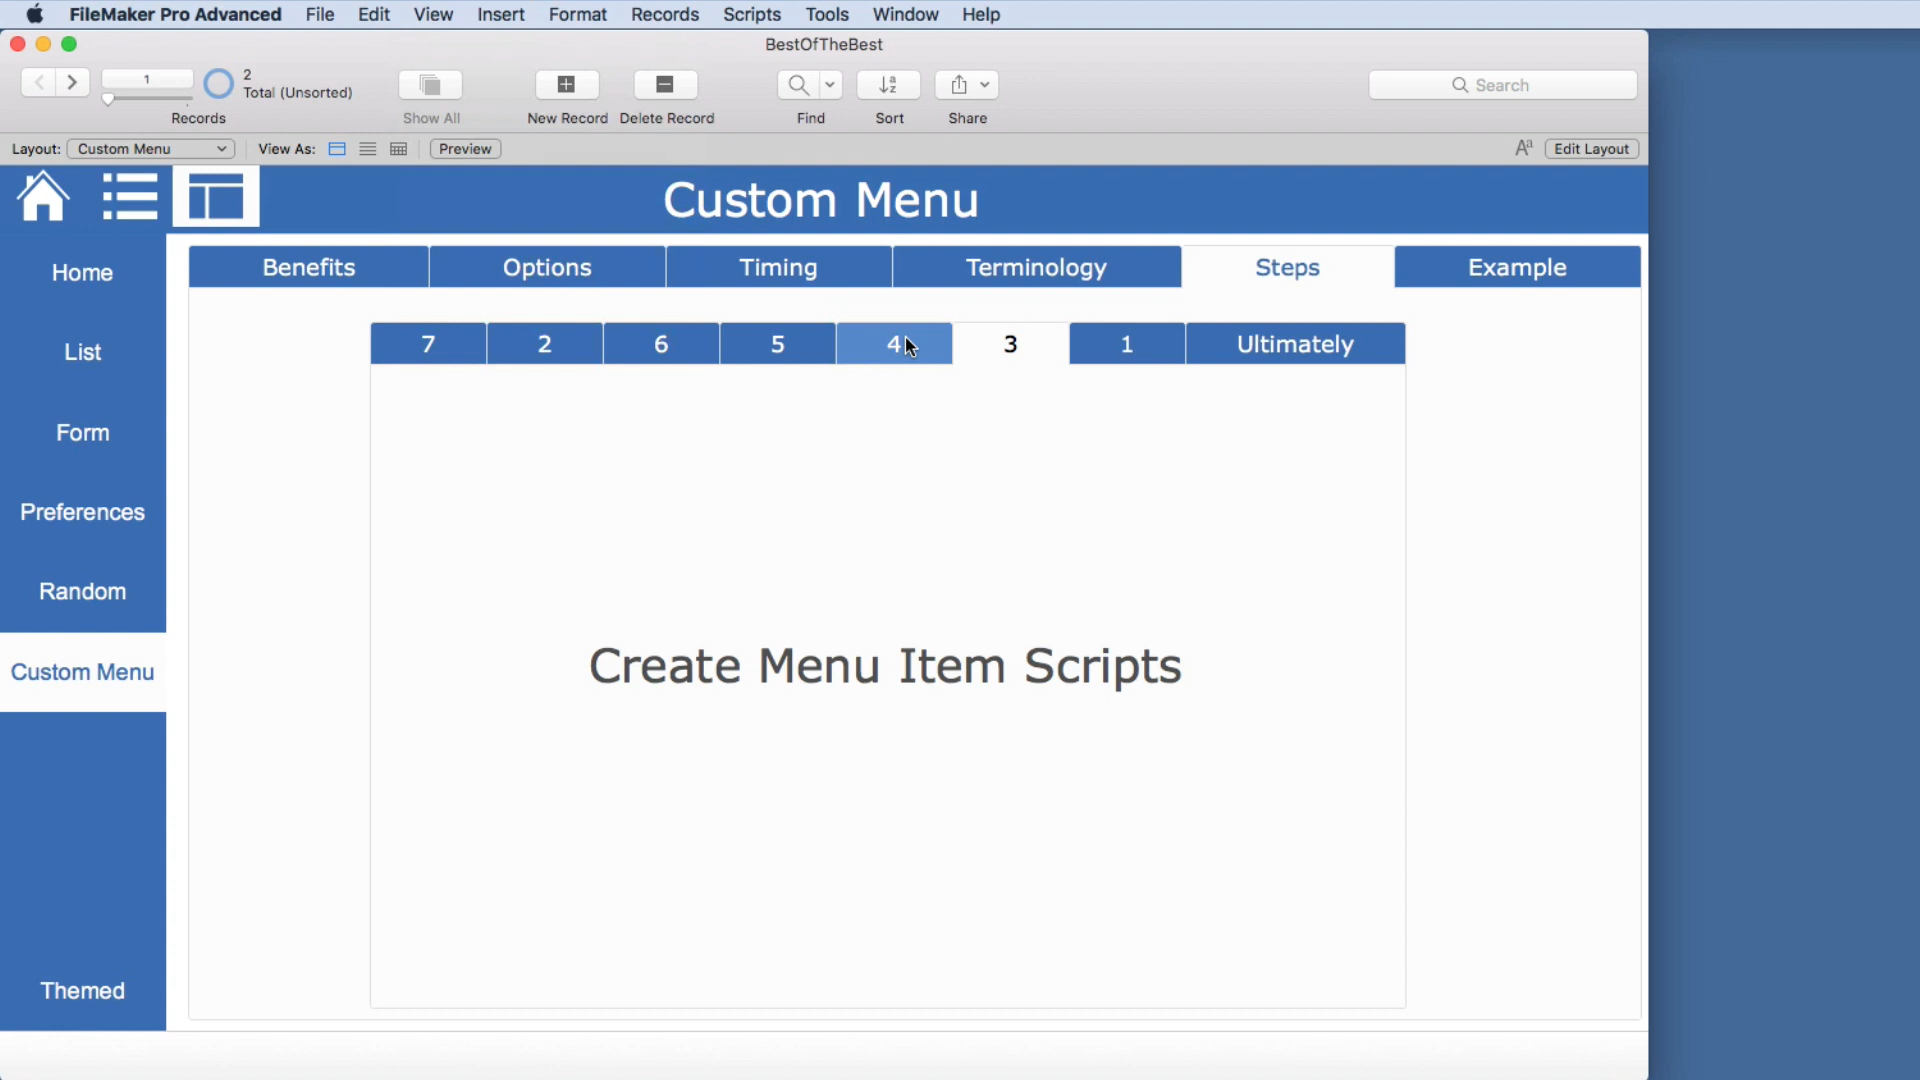 FileMaker Pro Advanced File Edit View Insert Format Records Scripts Tools Window Help
BestOfTheBest
1
2
Total (Unsorted)
Records
Show All
New Record
Delete Record
Find
Sort
Share
Search
Layout: Custom Menu
View As:
Preview
Aa
Edit Layout
Custom Menu
Home
List
Form
Preferences
Random
Custom Menu
Themed
Benefits Options Timing Terminology Steps Example
7 2 6 5 4 3 1 Ultimately
Create Menu Item Scripts